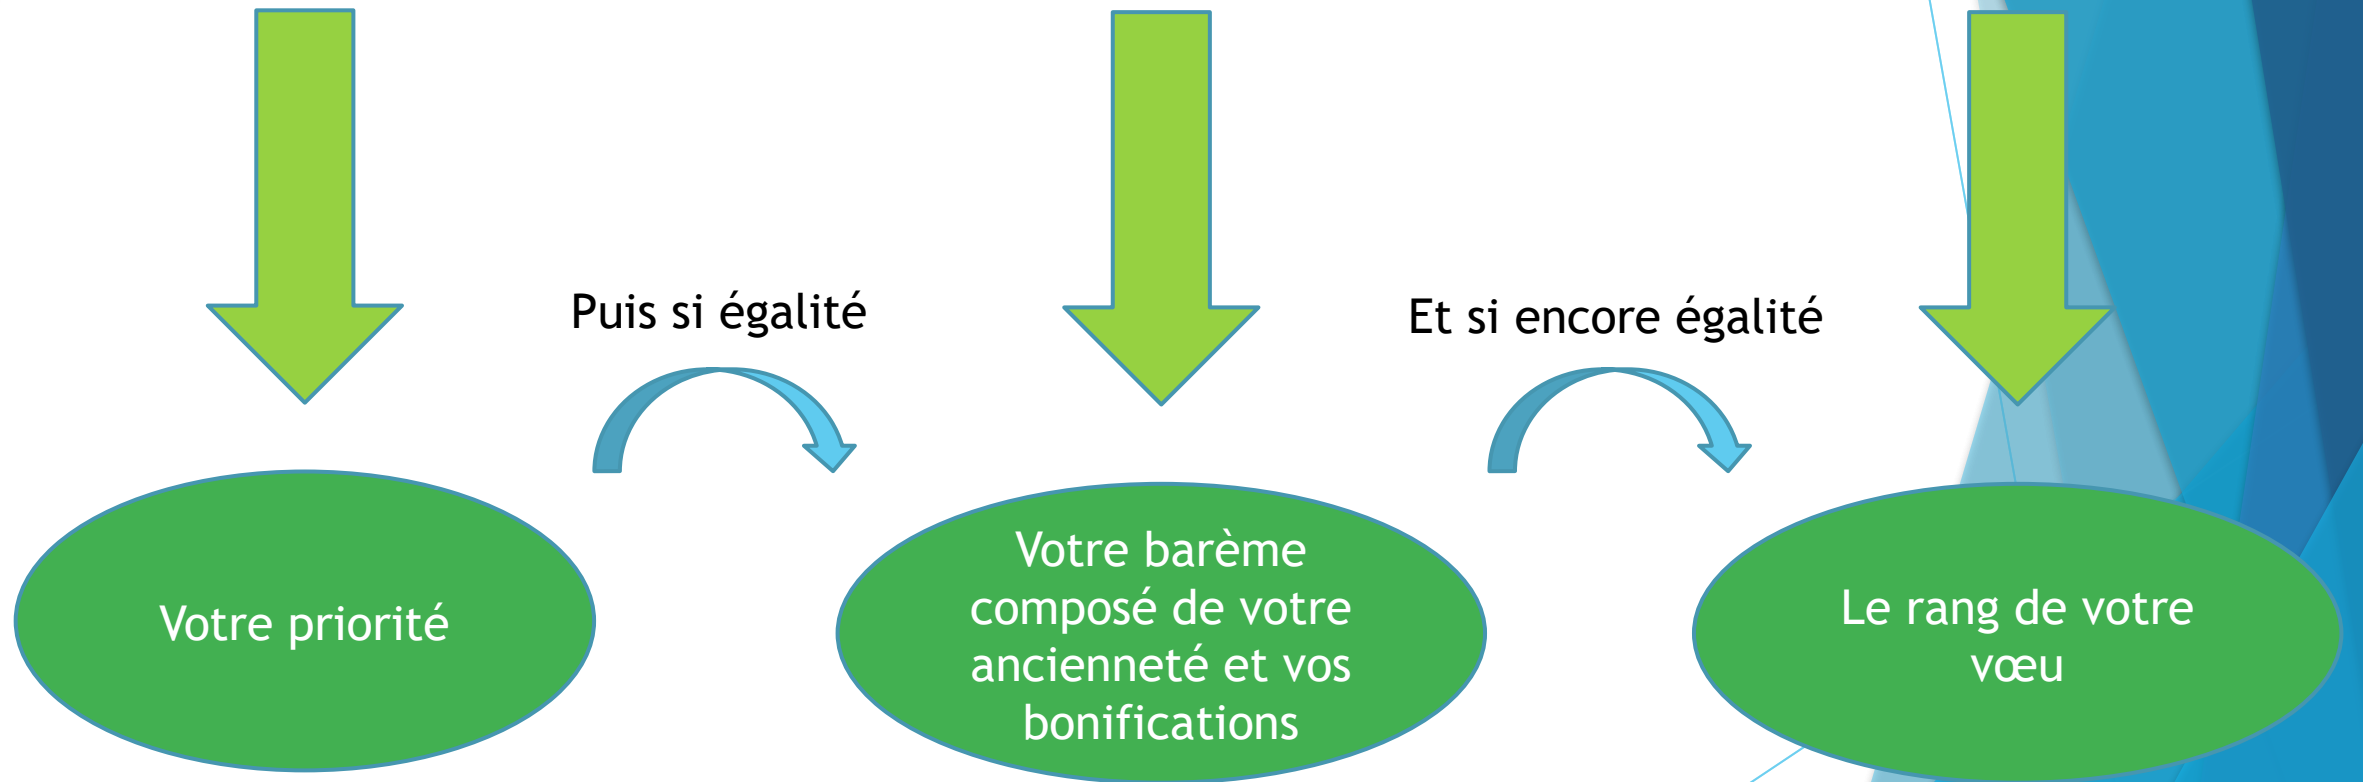 Puis si égalité
Et si encore égalité
Votre priorité
Votre barème
composé de votre
ancienneté et vos
bonifications
Le rang de votre
vœu